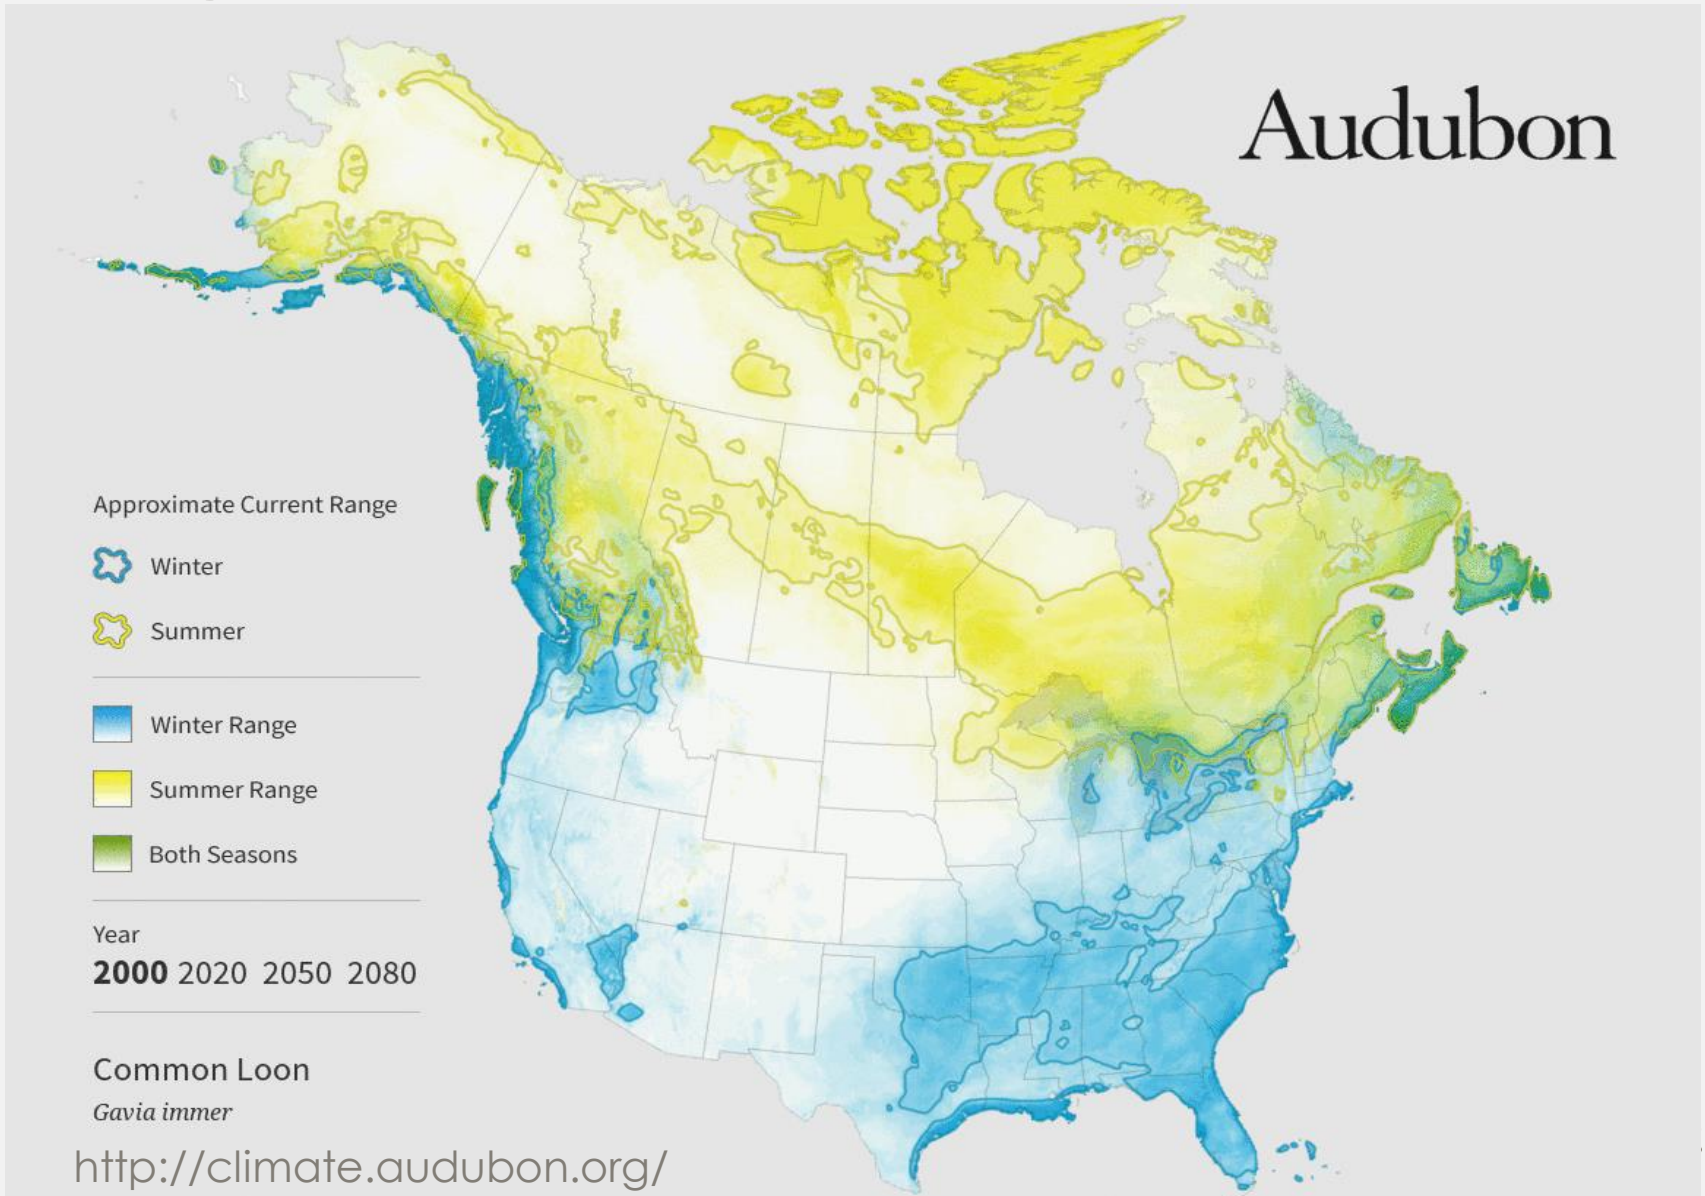 Audubon
Approximate Current Range
Winter
Summer
Winter Range
Summer Range
Both Seasons
Year
2000 2020 2050 2080
Common Loon
Gavia immer
http://climate.audubon.org/